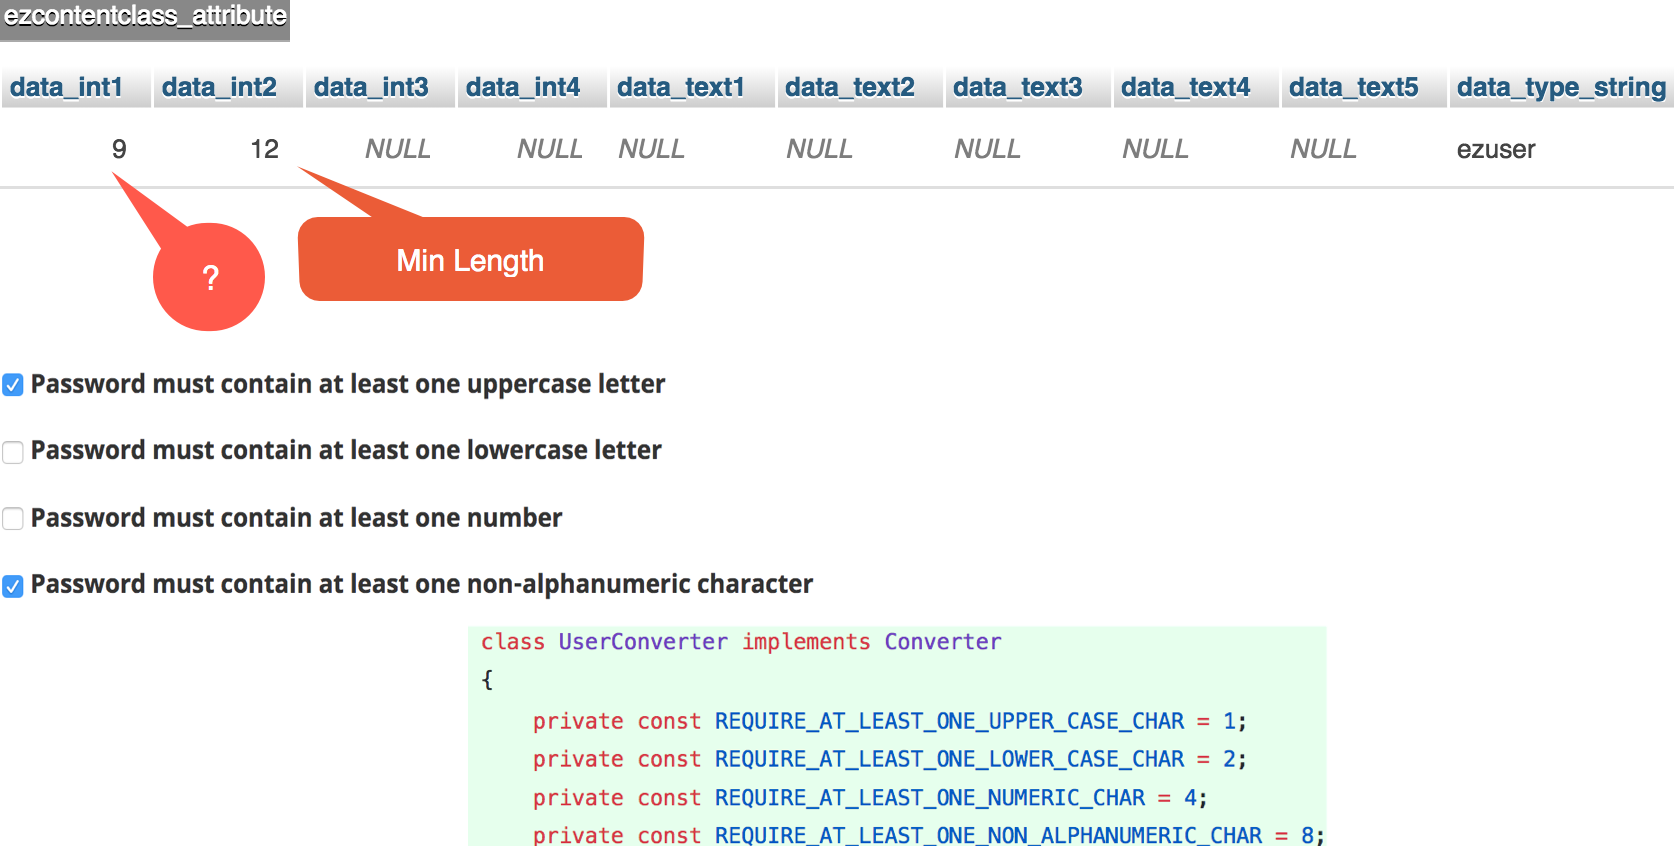 ezcontentclass_attribute
data_int1 data_int2 data_int3 data_int4 data_text1 data_text2 data_text3 data_text4 data_text5 data_type_string
9 12 NULL NULL NULL NULL NULL NULL NULL ezuser
?
Min Length
Password must contain at least one uppercase letter
Password must contain at least one lowercase letter
Password must contain at least one number
Password must contain at least one non-alphanumeric character
class UserConverter implements Converter
{
private const REQUIRE_AT_LEAST_ONE_UPPER_CASE_CHAR = 1;
private const REQUIRE_AT_LEAST_ONE_LOWER_CASE_CHAR = 2;
private const REQUIRE_AT_LEAST_ONE_NUMERIC_CHAR = 4;
private const REQUIRE_AT_LEAST_ONE_NON_ALPHANUMERIC_CHAR = 8;